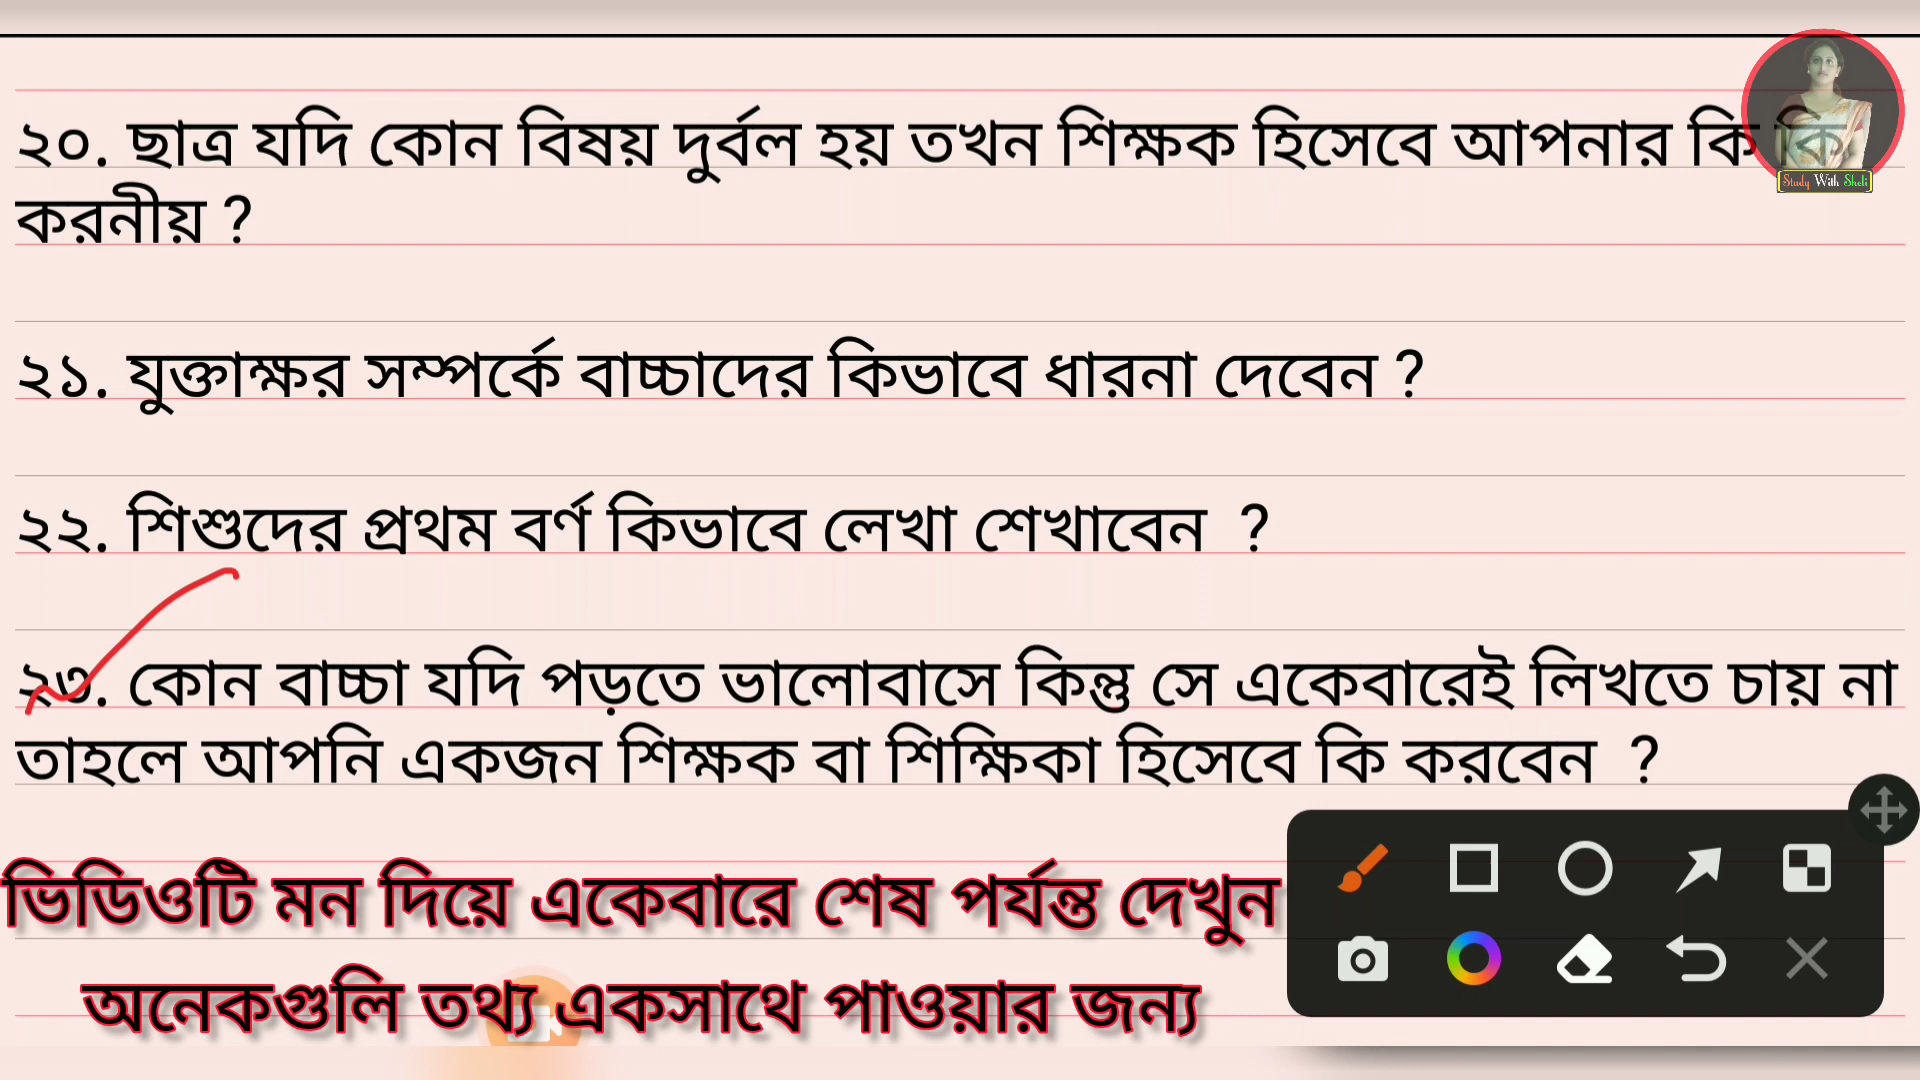 ২০. ছাত্র যদি কোন বিষয় দুর্বল হয় তখন শিক্ষক হিসেবে আপনার কি কি
করনীয় ?
Study With Sheli
২১. যুক্তাক্ষর সম্পর্কে বাচ্চাদের কিভাবে ধারনা দেবেন ?
২২. শিশুদের প্রথম বর্ণ কিভাবে লেখা শেখাবেন ?
২৩. কোন বাচ্চা যদি পড়তে ভালোবাসে কিন্তু সে একেবারেই লিখতে চায় না
তাহলে আপনি একজন শিক্ষক বা শিক্ষিকা হিসেবে কি করবেন ?
ভিডিওটি মন দিয়ে একেবারে শেষ পর্যন্ত দেখুন
অনেকগুলি তথ্য একসাথে পাওয়ার জন্য